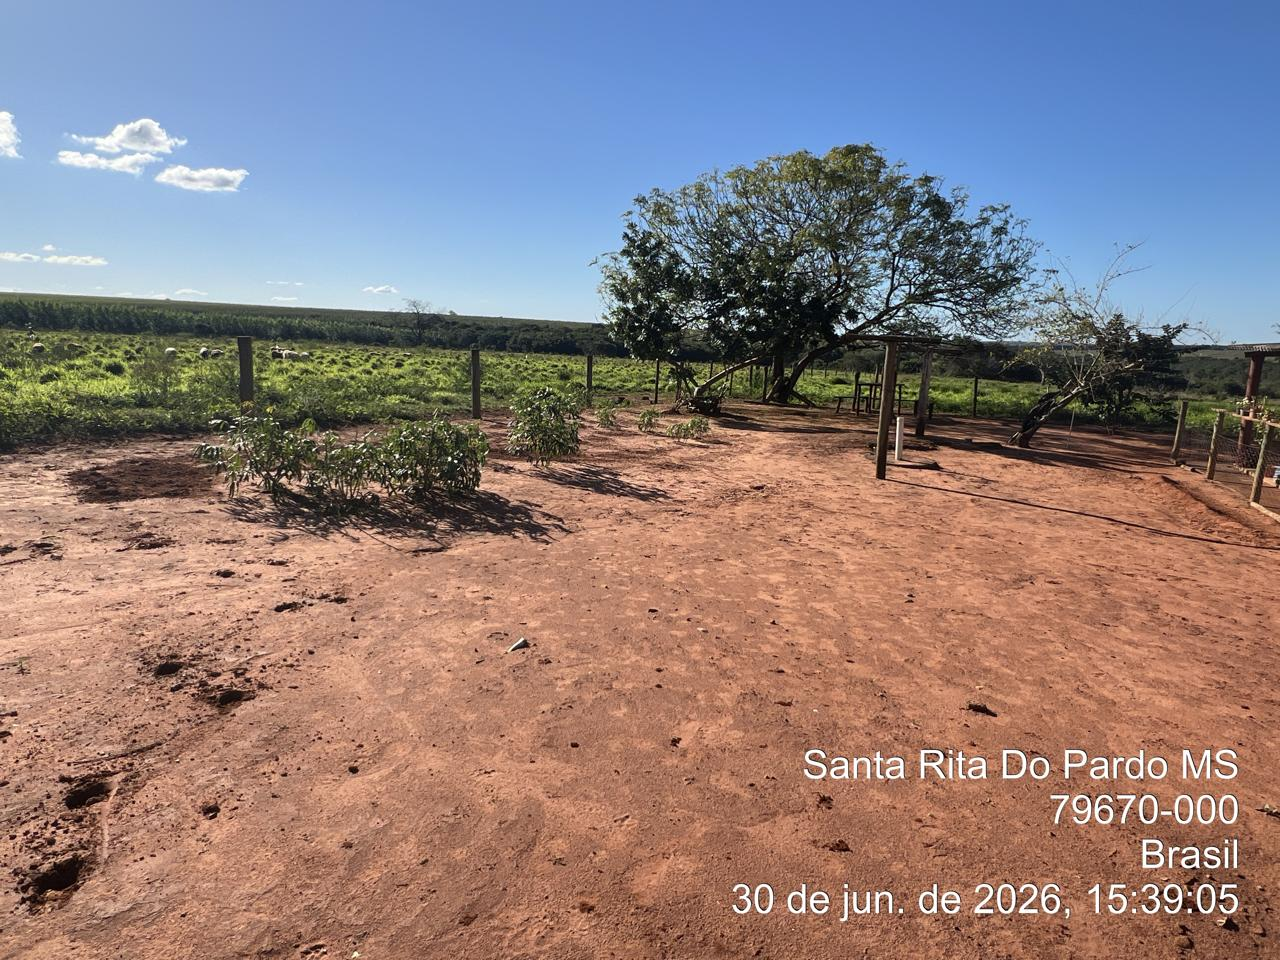 Santa Rita Do Pardo MS
79670-000
Brasil
30 de jun. de 2026, 15:39:05